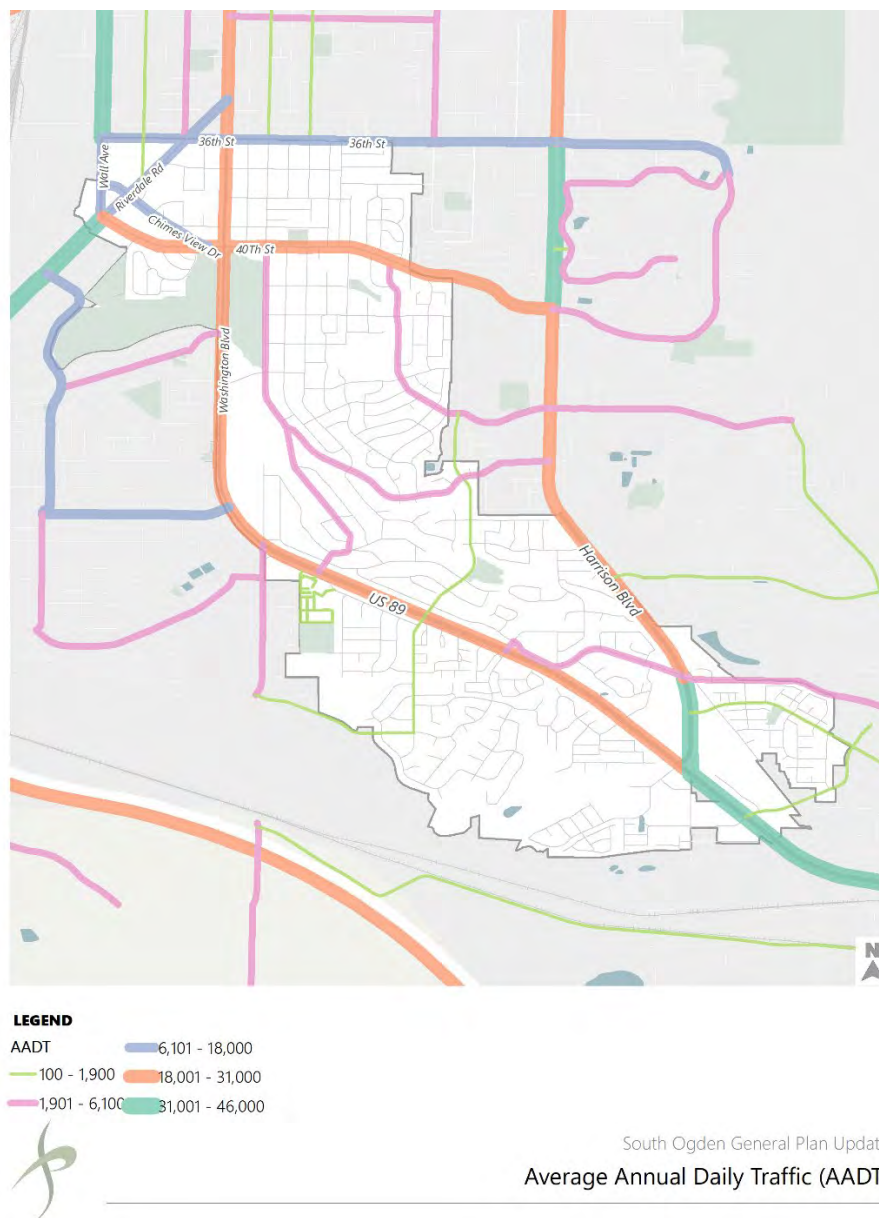 36th St
36th St
Wall Ave
Riverdale Rd
Chimes View Dr
40Th St
Washington Blvd
US 89
Harrison Blvd
N
LEGEND
AADT
6,101 - 18,000
100 - 1,900
18,001 - 31,000
1,901 - 6,100
31,001 - 46,000
South Ogden General Plan Updat
Average Annual Daily Traffic (AADT